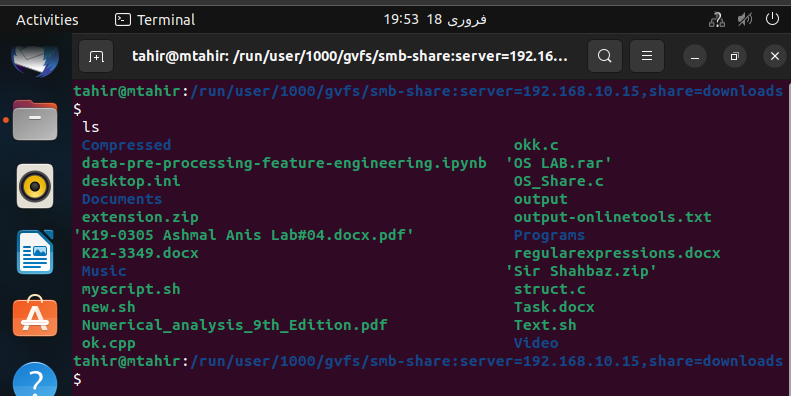 Activities Terminal 19:53 18 فروری
tahir@mtahir: /run/user/1000/gvfs/smb-share:server=192.16...
tahir@mtahir:/run/user/1000/gvfs/smb-share:server=192.168.10.15,share=downloads
$
ls
Compressed okk.c
data-pre-processing-feature-engineering.ipynb 'OS LAB.rar'
desktop.ini OS_Share.c
Documents output
extension.zip output-onlinetools.txt
'K19-0305 Ashmal Anis Lab#04.docx.pdf' Programs
K21-3349.docx regularexpressions.docx
Music 'Sir Shahbaz.zip'
myscript.sh struct.c
new.sh Task.docx
Numerical_analysis_9th_Edition.pdf Text.sh
ok.cpp Video
tahir@mtahir:/run/user/1000/gvfs/smb-share:server=192.168.10.15,share=downloads
$